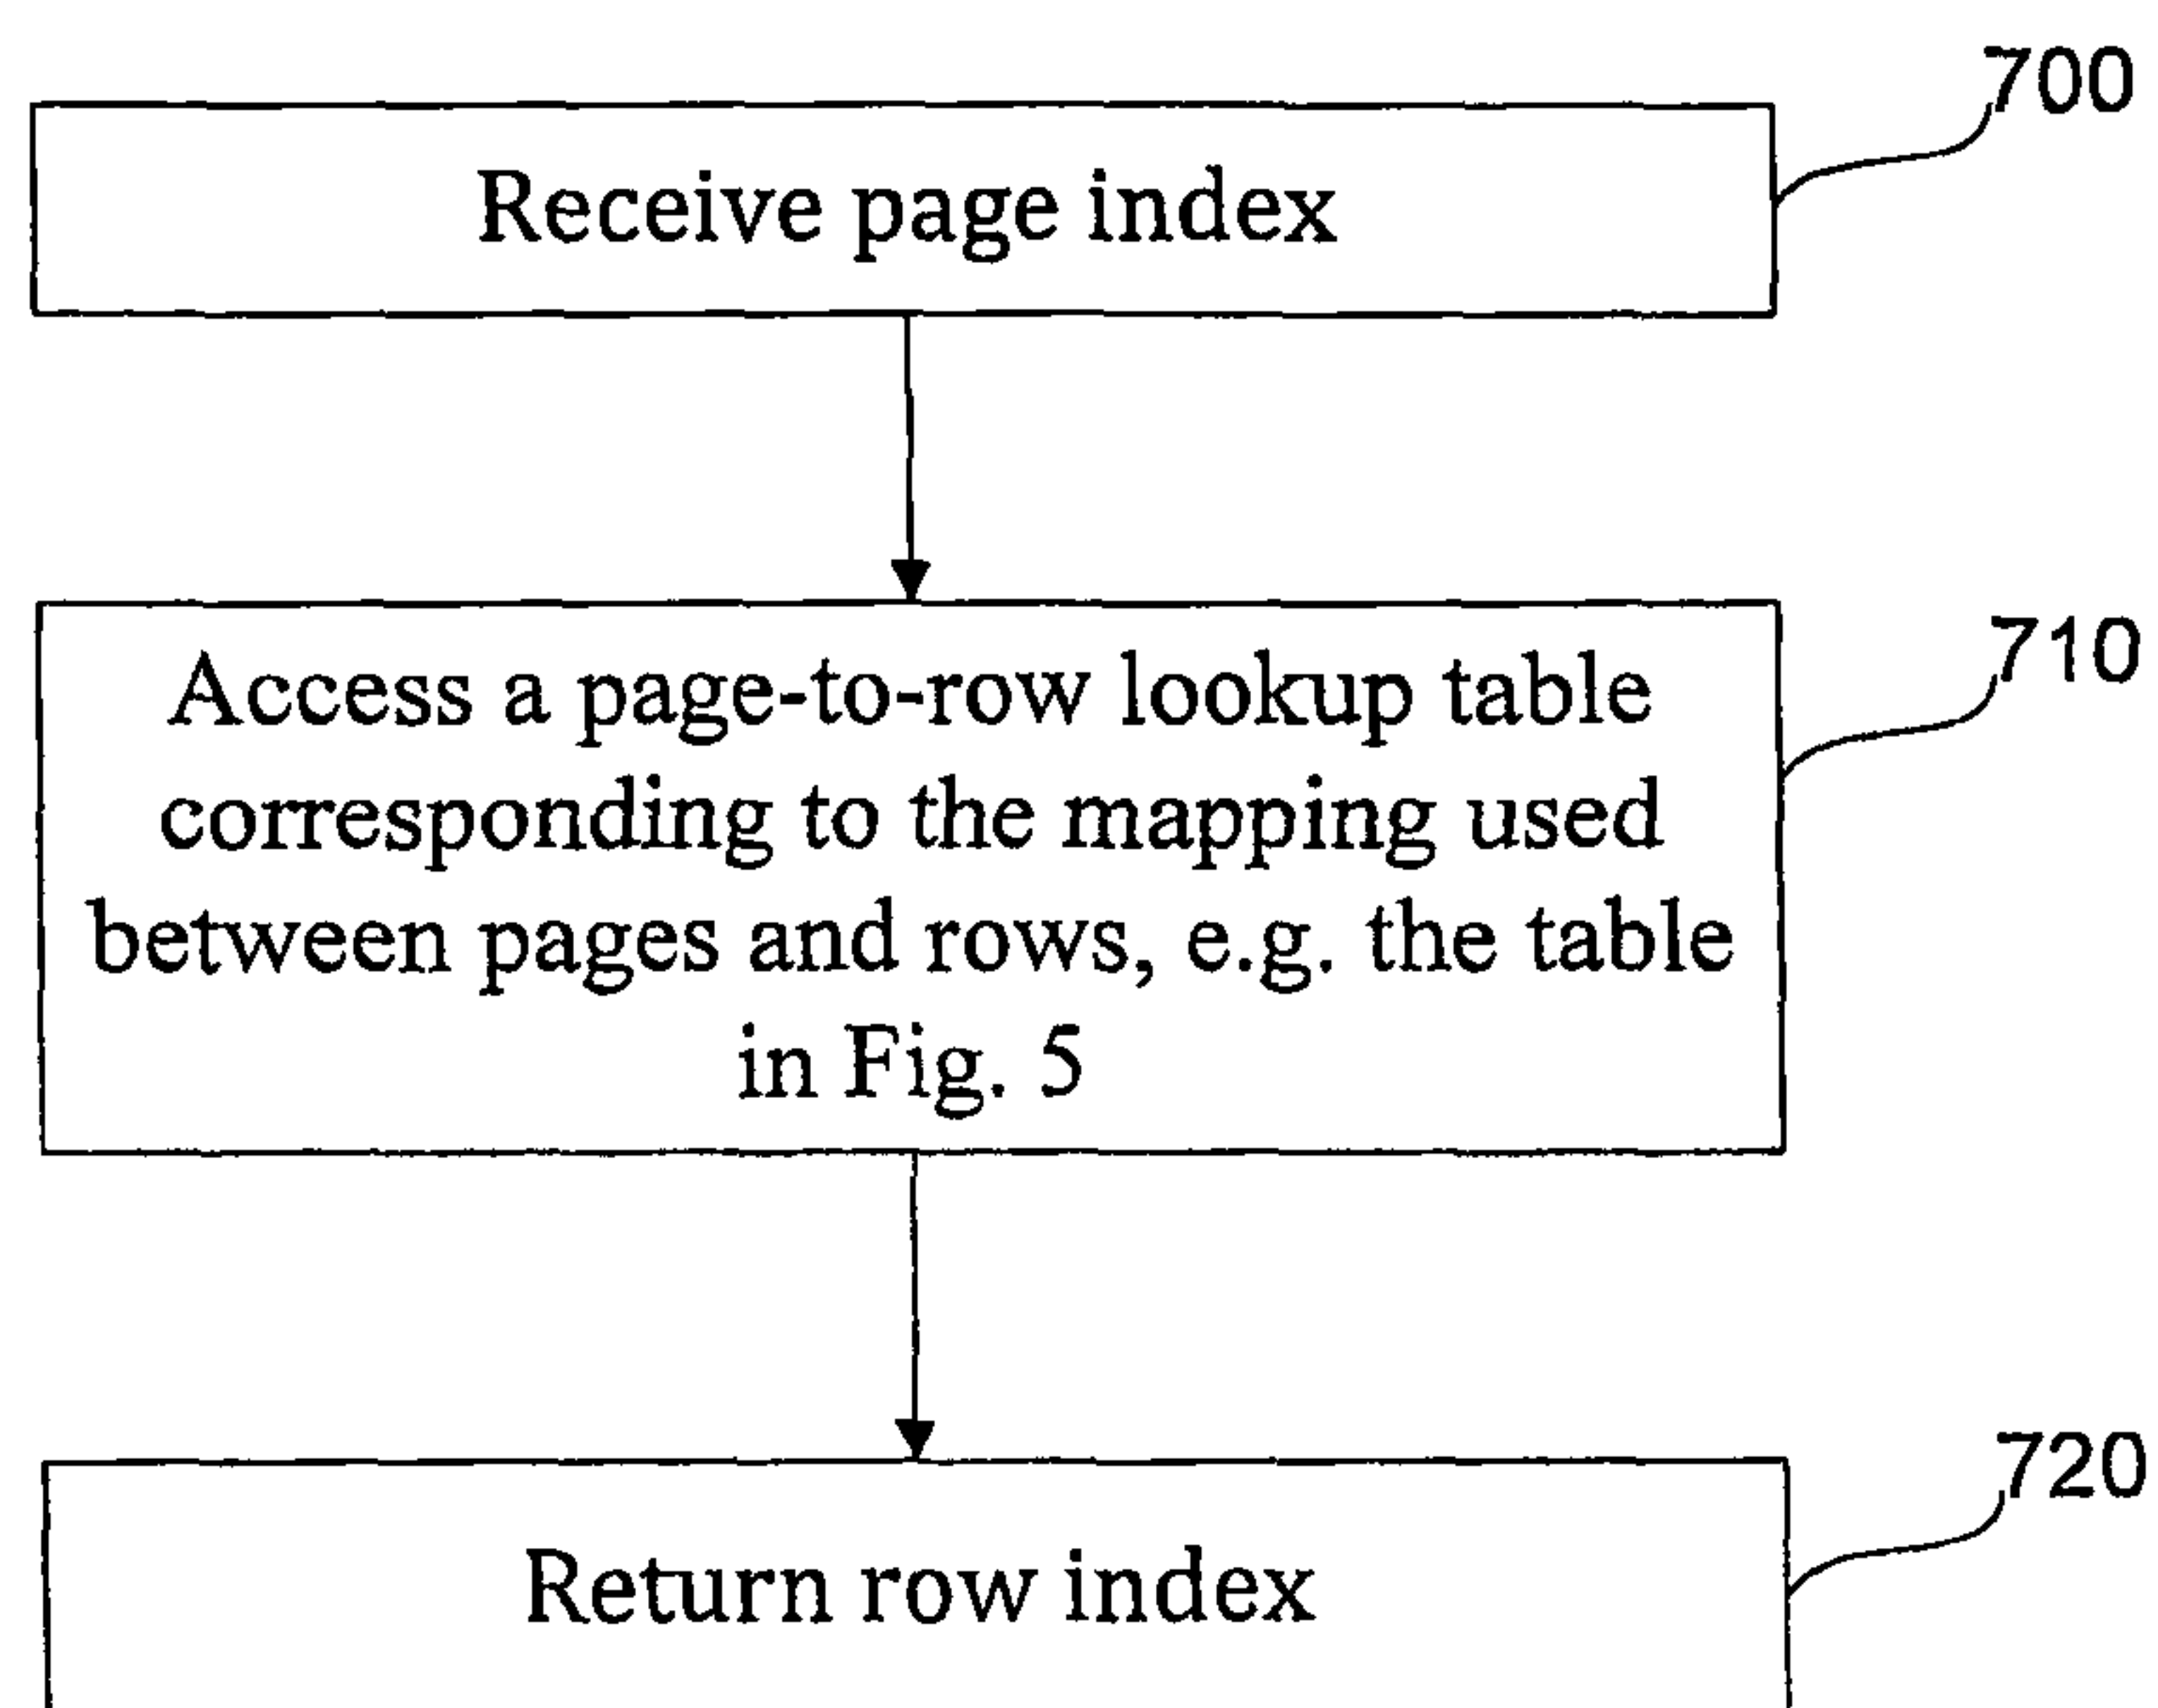 700
Receive page index
710
Access a page-to-row lookup table
corresponding to the mapping used
between pages and rows, e.g. the table
in Fig. 5
720
Return row index